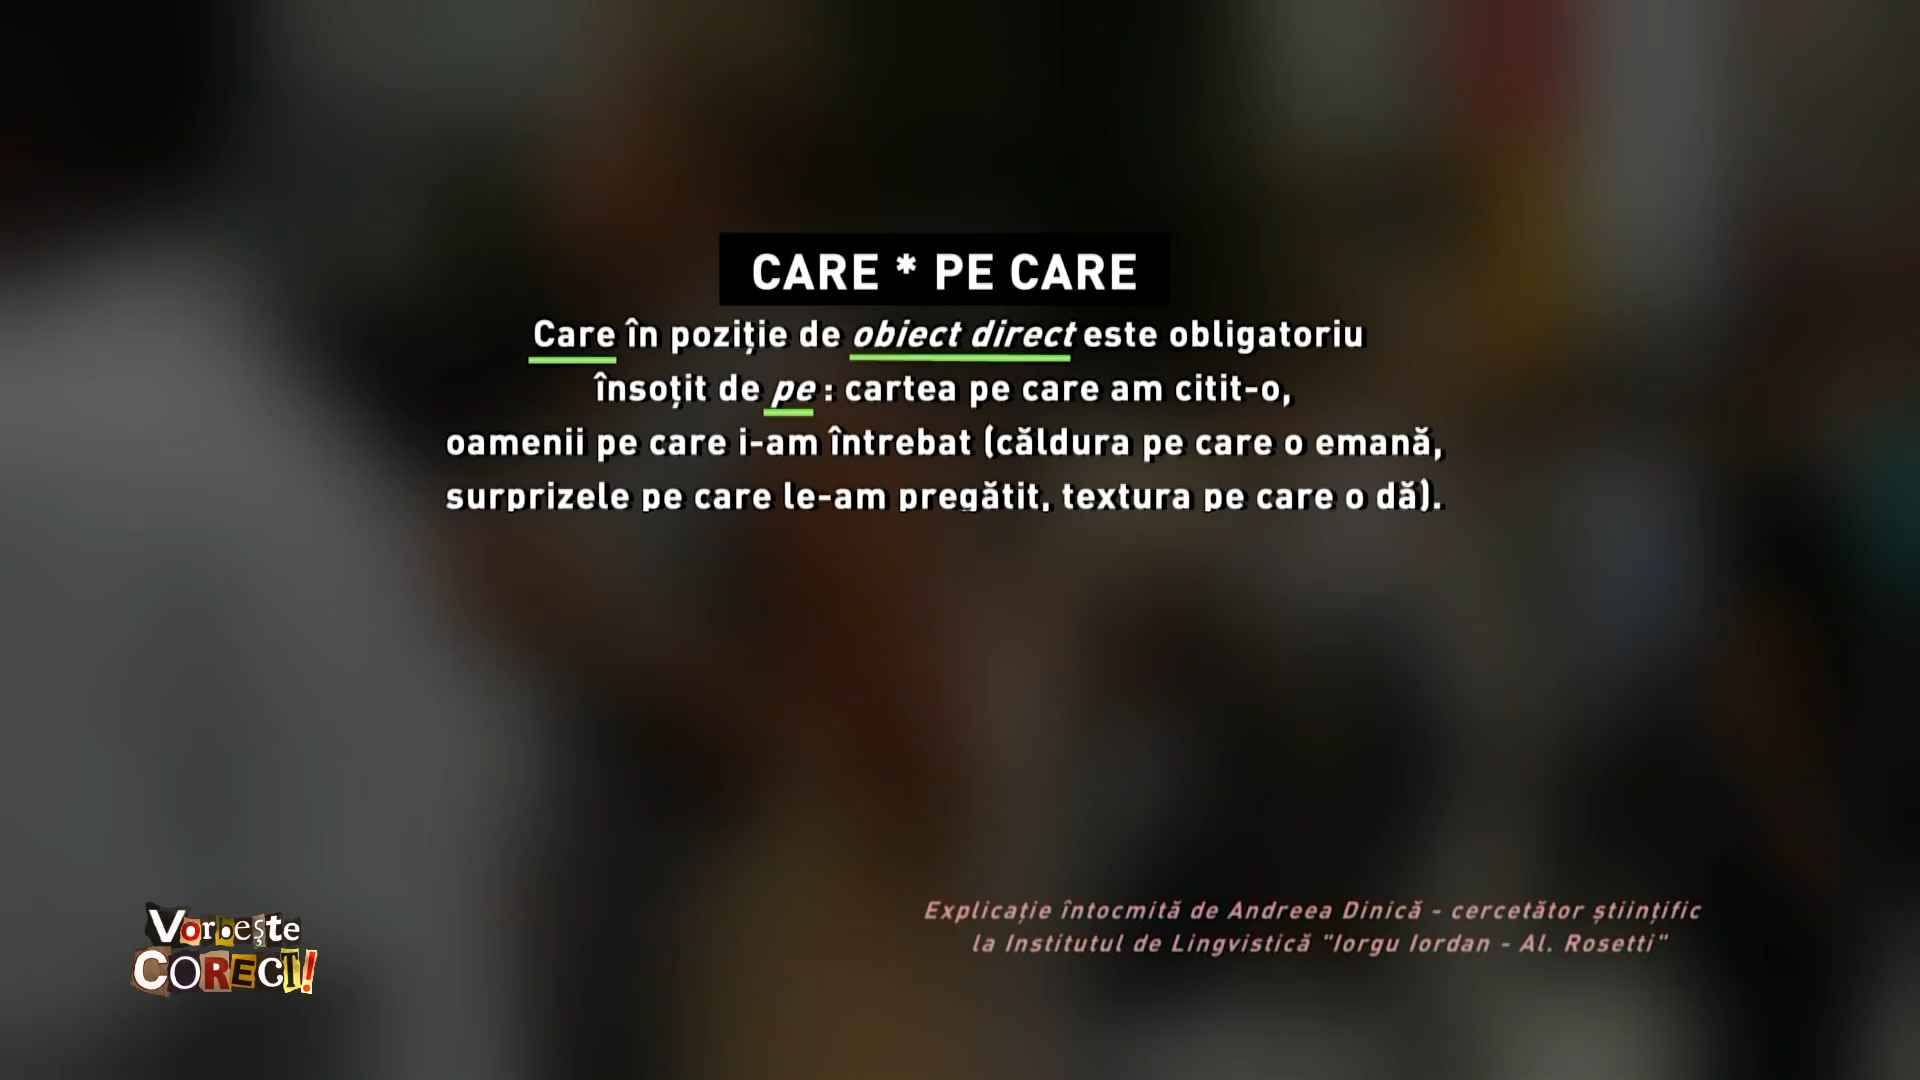 CARE * PE CARE
Care în poziție de obiect direct este obligatoriu
însoțit de pe : cartea pe care am citit-o,
oamenii pe care i-am întrebat (căldura pe care o emană,
surprizele pe care le-am pregătit, textura pe care o dă).
Explicație întocmită de Andreea Dinică - cercetător științific
la Institutul de Lingvistică "Iorgu Iordan - Al. Rosetti"
Vorbește
CORECT!